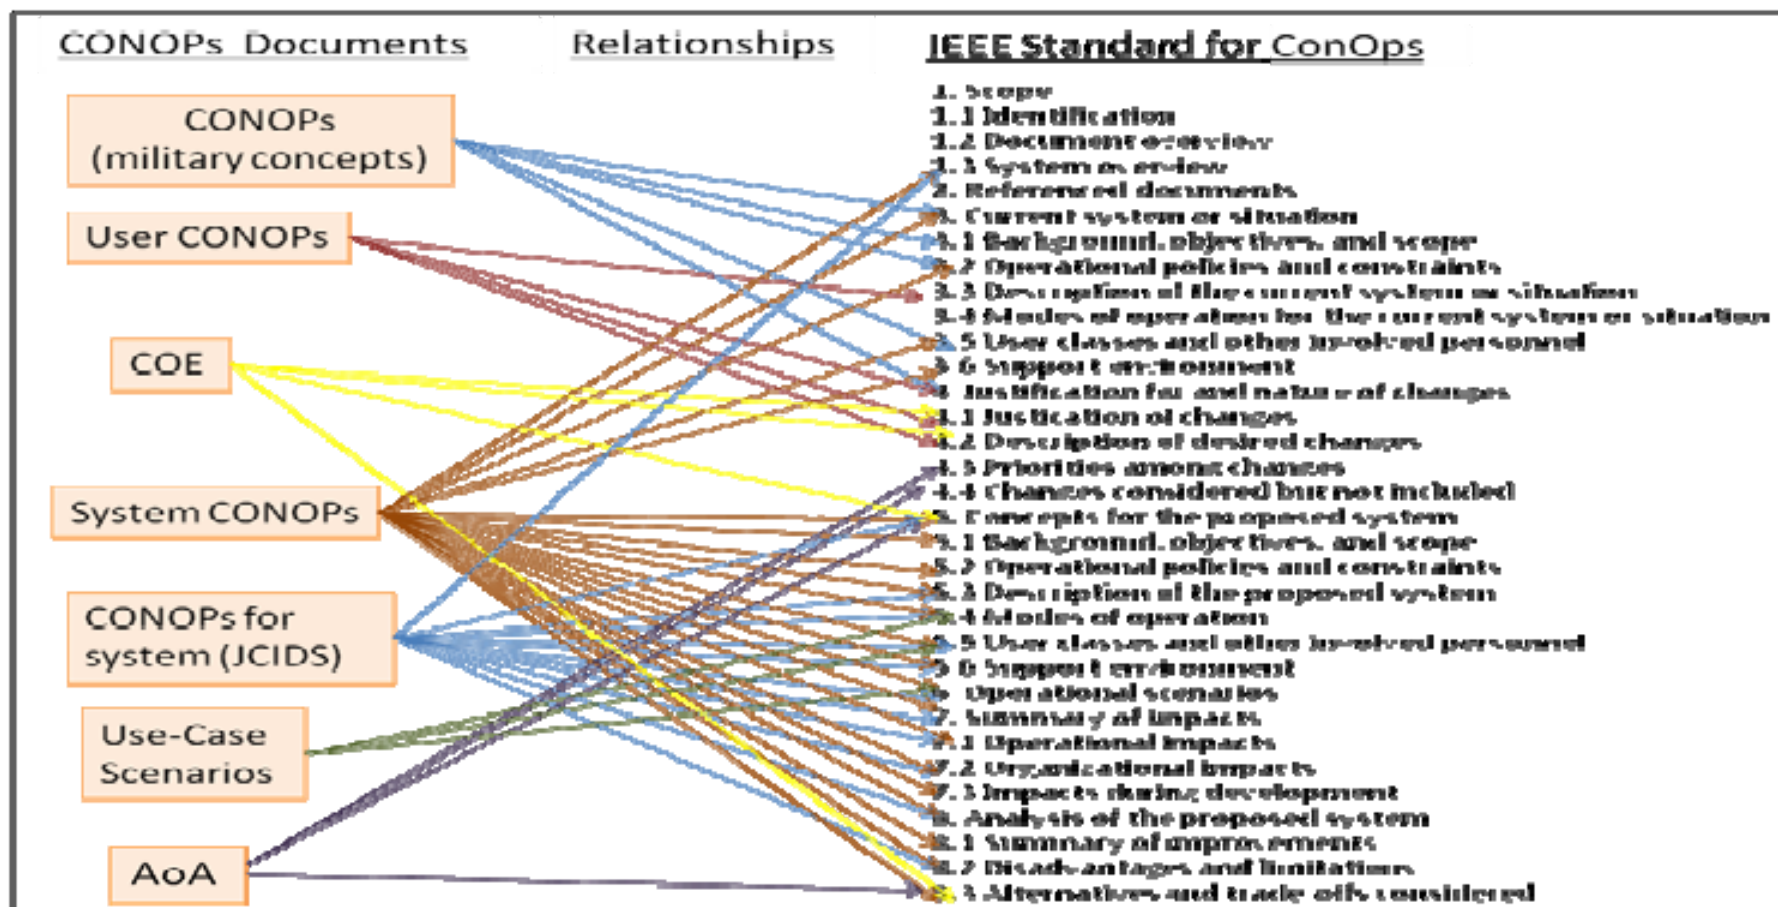 CONOPs Documents
Relationships
IEEE Standard for ConOps
CONOPs
(military concepts)
User CONOPs
COE
System CONOPs
CONOPs for
system (JCIDS)
Use-Case
Scenarios
AoA
1. Scope
1.1 Identification
1.2 Document overview
1.3 System overview
2. Referenced documents
3. Current system or situation
3.1 Background, objectives, and scope
3.2 Operational policies and constraints
3.3 Description of the current system or situation
3.4 Modes of operation for the current system or situation
3.5 User classes and other involved personnel
3.6 Support environment
4. Justification for and nature of changes
4.1 Justication of changes
4.2 Description of desired changes
4.3 Priorities among changes
4.4 Changes considered but not included
5. Concepts for the proposed system
5.1 Background, objectives, and scope
5.2 Operational policies and constraints
5.3 Description of the proposed system
5.4 Modes of operation
5.5 User classes and other involved personnel
5.6 Support environment
6. Operational scenarios
7. Summary of impacts
7.1 Operational impacts
7.2 Organizational impacts
7.3 Impacts during development
8. Analysis of the proposed system
8.1 Summary of improvements
8.2 Disadvantages and limitations
8.3 Alternatives and trade-offs considered